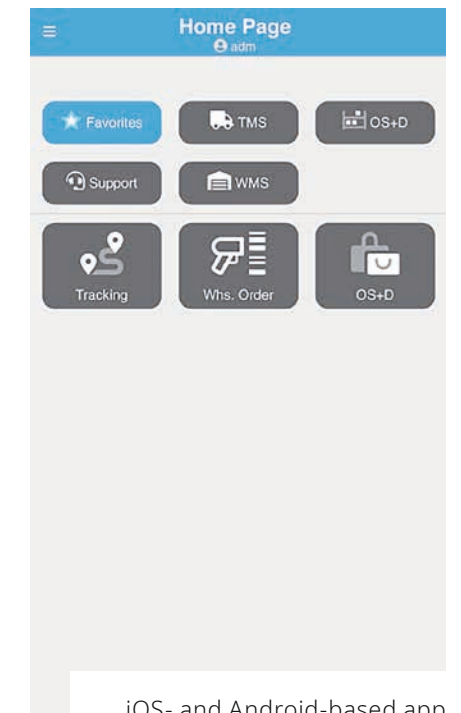 Home Page
adm
Favorites
TMS
OS+D
Support
WMS
Tracking
Whs. Order
OS+D
iOS- and Android-based app